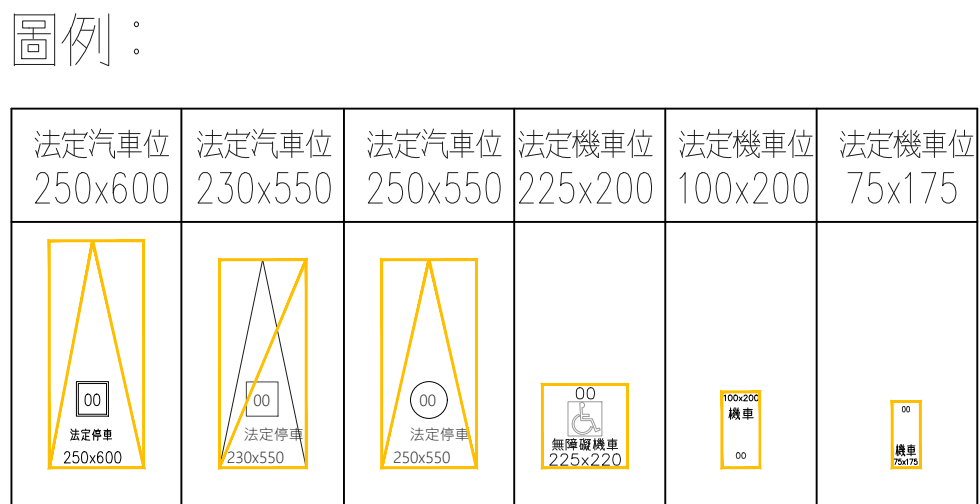 圖例：
法定汽車位
250x600
法定汽車位
230x550
法定汽車位
250x550
法定機車位
225x200
法定機車位
100x200
法定機車位
75x175
00
法定停車
250x600
00
法定停車
230x550
00
法定停車
250x550
00
無障礙機車
225x220
100x200
機車
00
00
機車
75x175